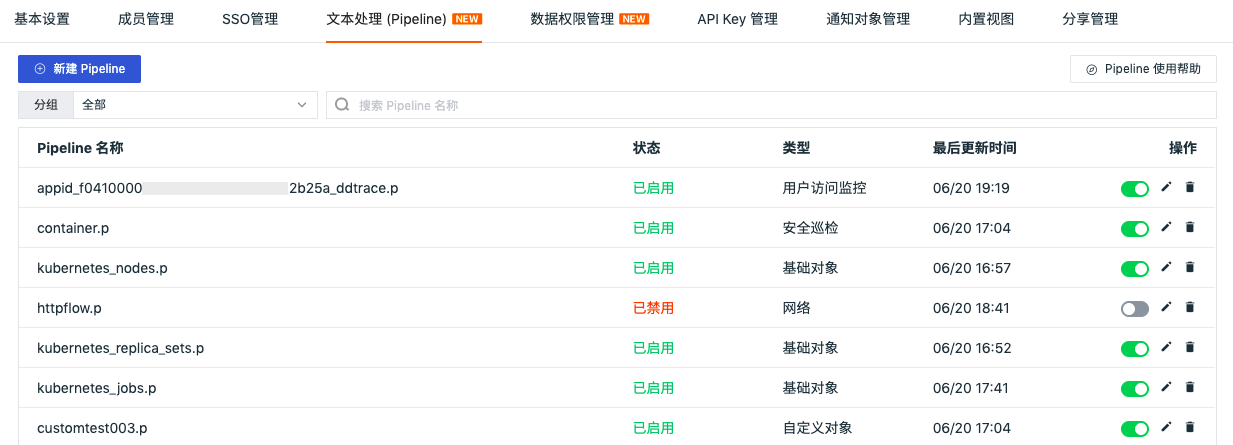 基本设置 成员管理 SSO管理 文本处理 (Pipeline) NEW 数据权限管理 NEW API Key 管理 通知对象管理 内置视图 分享管理
新建 Pipeline Pipeline 使用帮助
分组 全部 搜索 Pipeline 名称
Pipeline 名称 状态 类型 最后更新时间 操作
appid_f0410000 2b25a_ddtrace.p 已启用 用户访问监控 06/20 19:19
container.p 已启用 安全巡检 06/20 17:04
kubernetes_nodes.p 已启用 基础对象 06/20 16:57
httpflow.p 已禁用 网络 06/20 18:41
kubernetes_replica_sets.p 已启用 基础对象 06/20 16:52
kubernetes_jobs.p 已启用 基础对象 06/20 17:41
customtest003.p 已启用 自定义对象 06/20 17:04